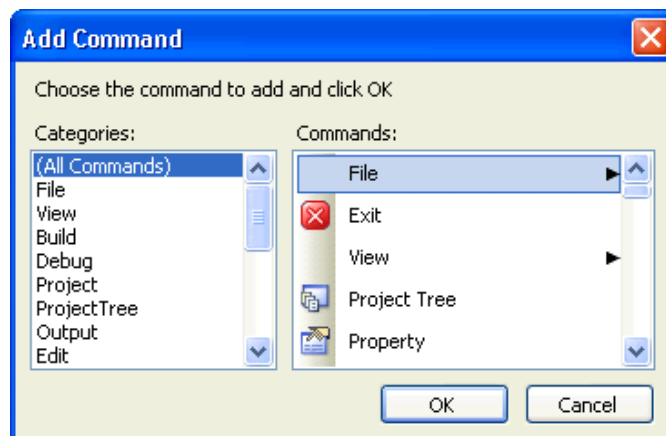 Add Command
Choose the command to add and click OK
Categories:
(All Commands)
File
View
Build
Debug
Project
ProjectTree
Output
Edit
Commands:
File
Exit
View
Project Tree
Property
OK
Cancel